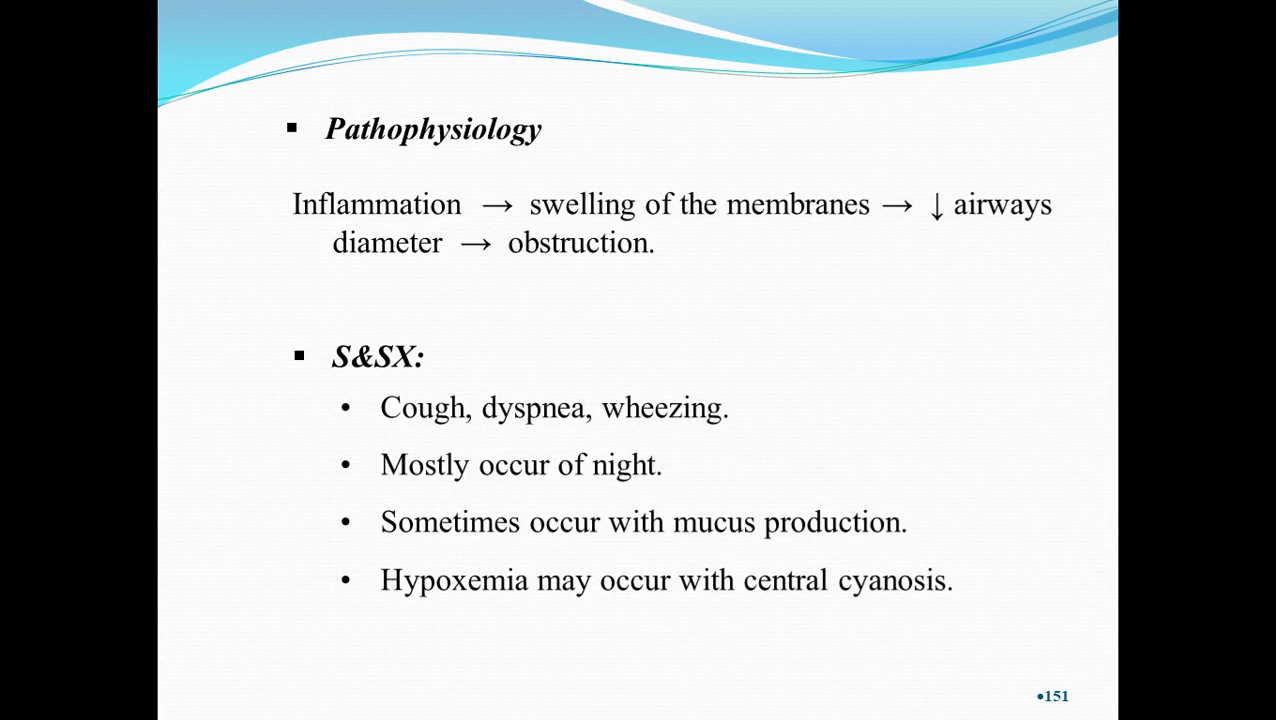 ▪ Pathophysiology
Inflammation → swelling of the membranes → ↓ airways
diameter → obstruction.
▪ S&SX:
• Cough, dyspnea, wheezing.
• Mostly occur of night.
• Sometimes occur with mucus production.
• Hypoxemia may occur with central cyanosis.
•151